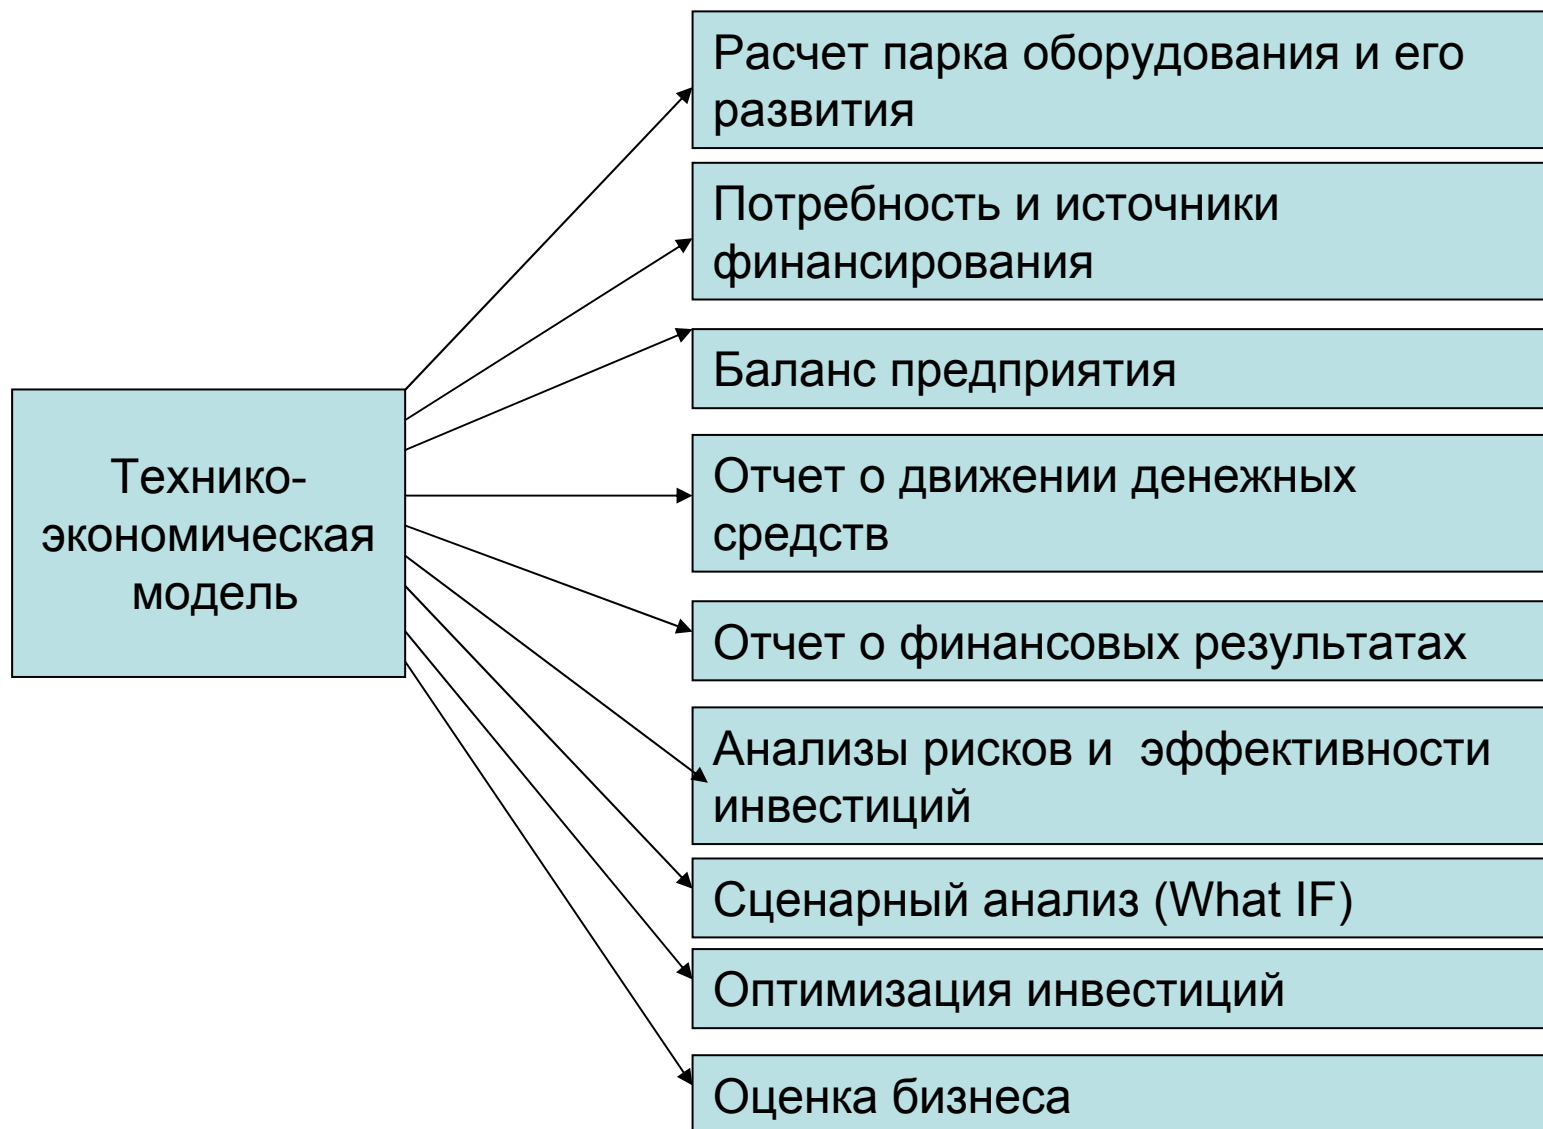 Расчет парка оборудования и его
развития
Потребность и источники
финансирования
Баланс предприятия
Технико-
экономическая
модель
Отчет о движении денежных
средств
Отчет о финансовых результатах
Анализы рисков и  эффективности
инвестиций
Сценарный анализ (What IF)
Оптимизация инвестиций
Оценка бизнеса